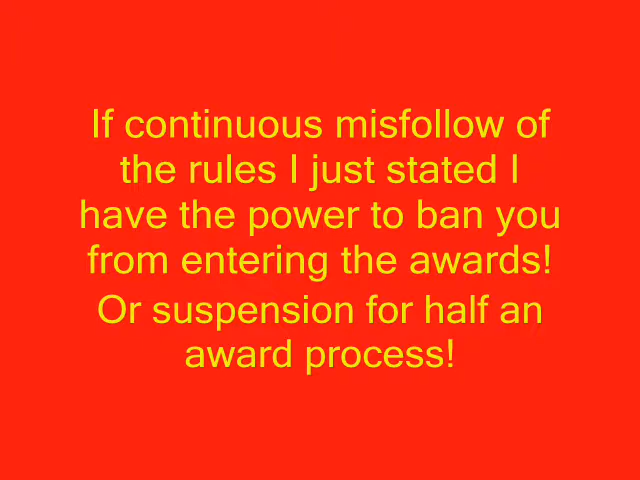 If continuous misfollow of
the rules I just stated I
have the power to ban you
from entering the awards!
Or suspension for half an
award process!